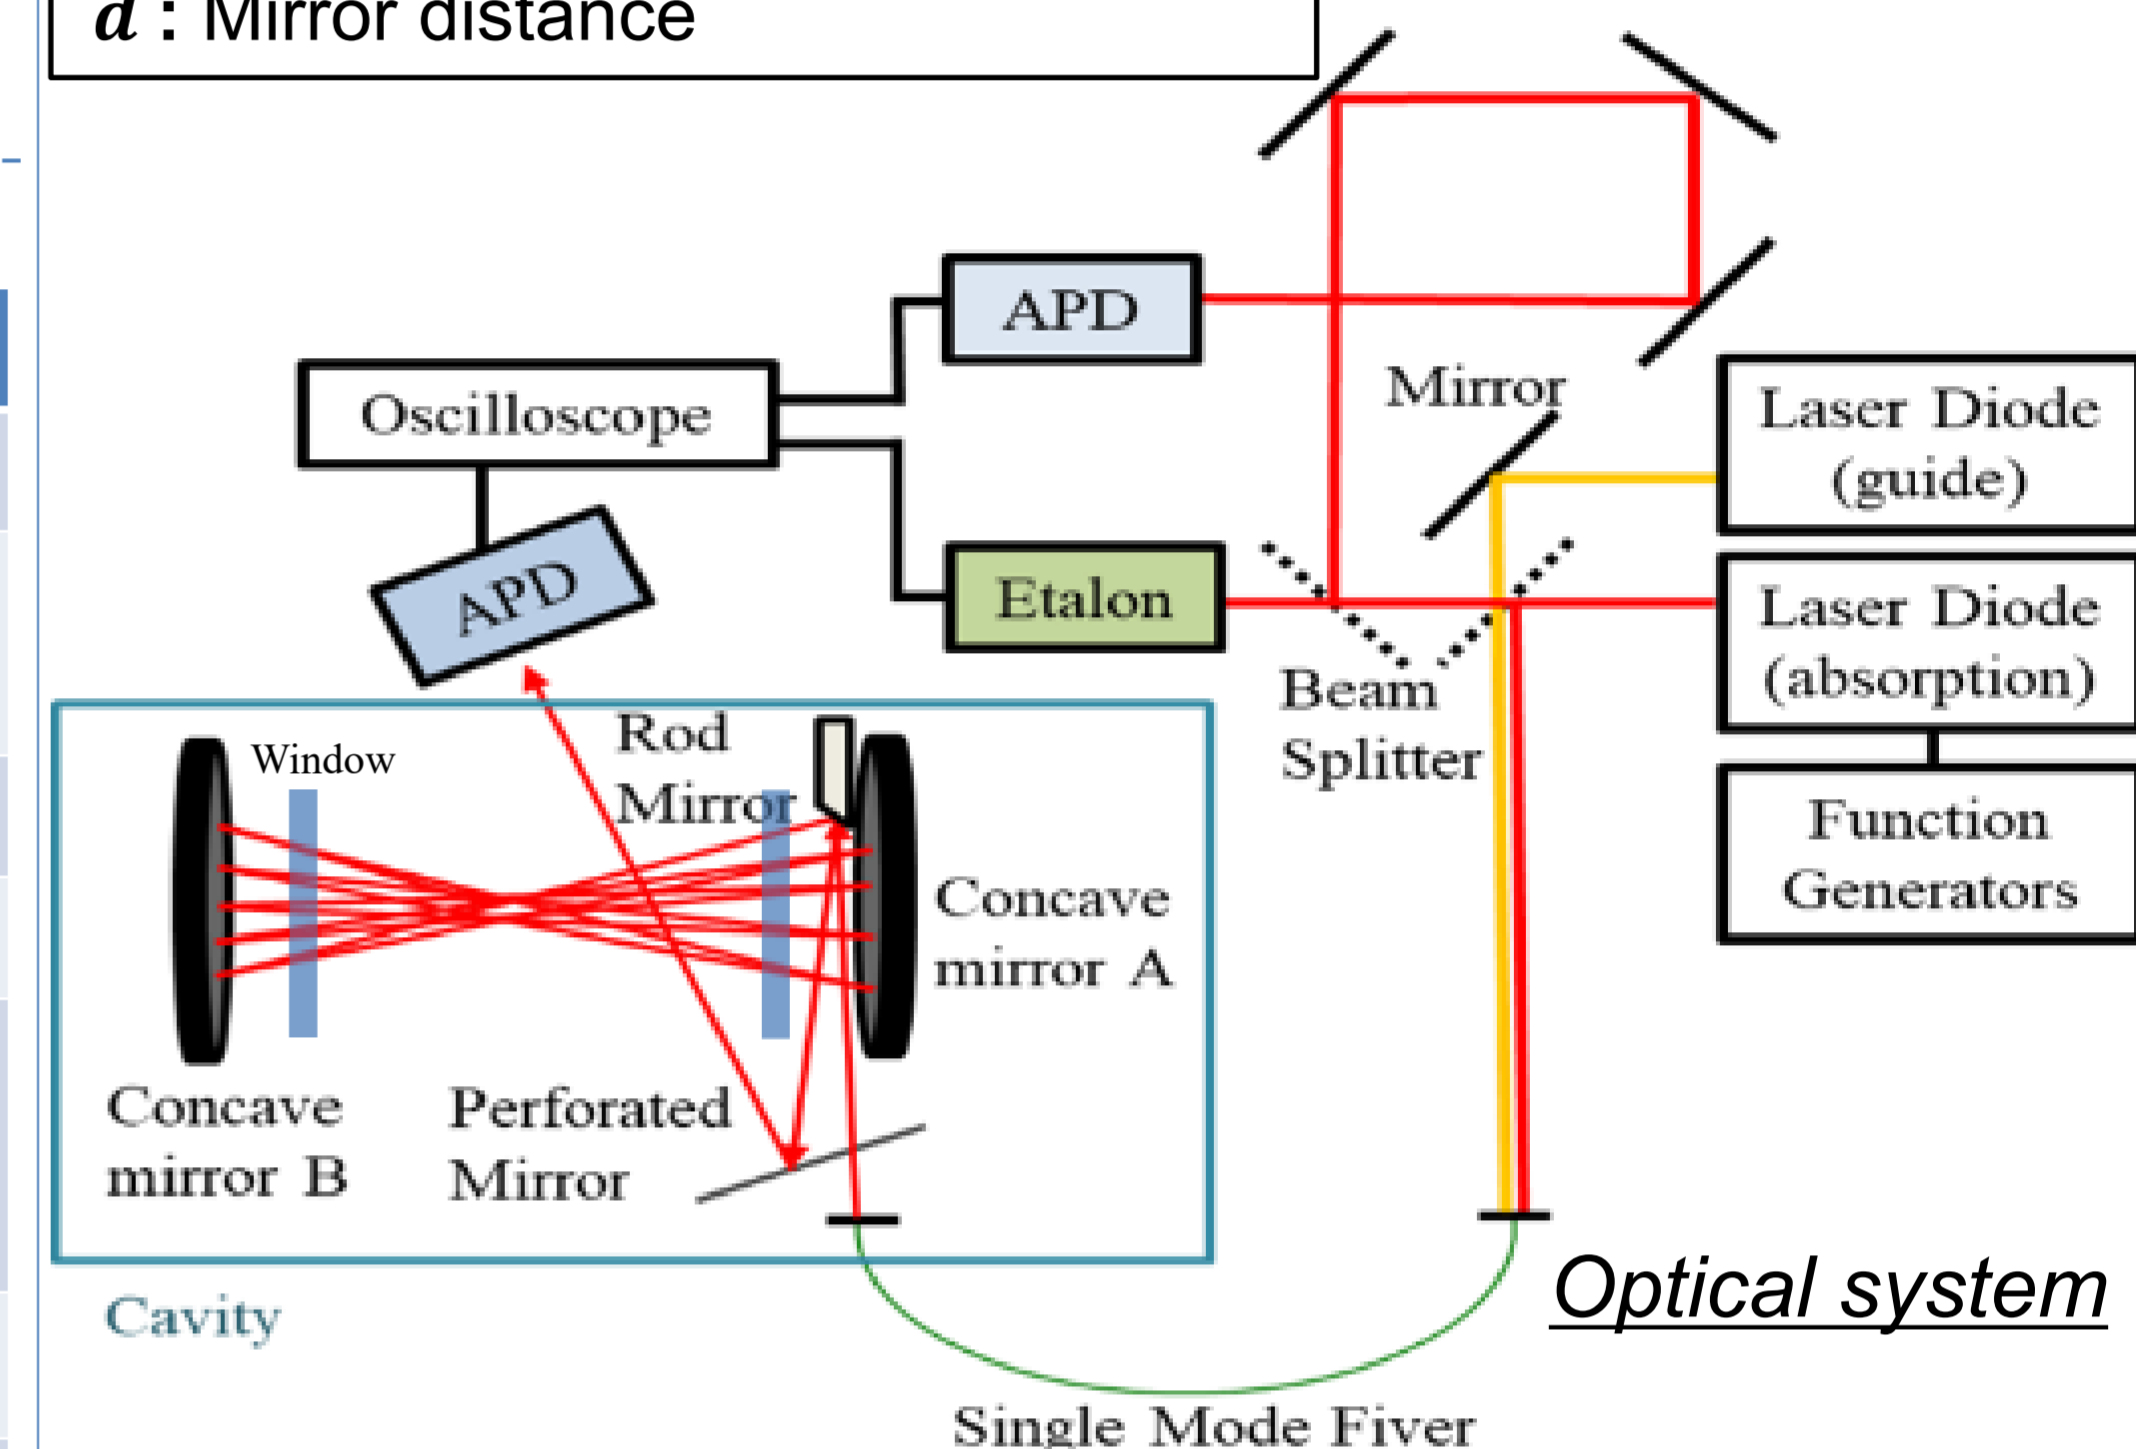 d : Mirror distance
APD
Mirror
Oscilloscope
Laser Diode
(guide)
APD
Etalon
Laser Diode
(absorption)
Beam
Splitter
Rod
Mirror
Window
Function
Generators
Concave
mirror A
Concave
mirror B
Perforated
Mirror
Optical system
Cavity
Single Mode Fiver